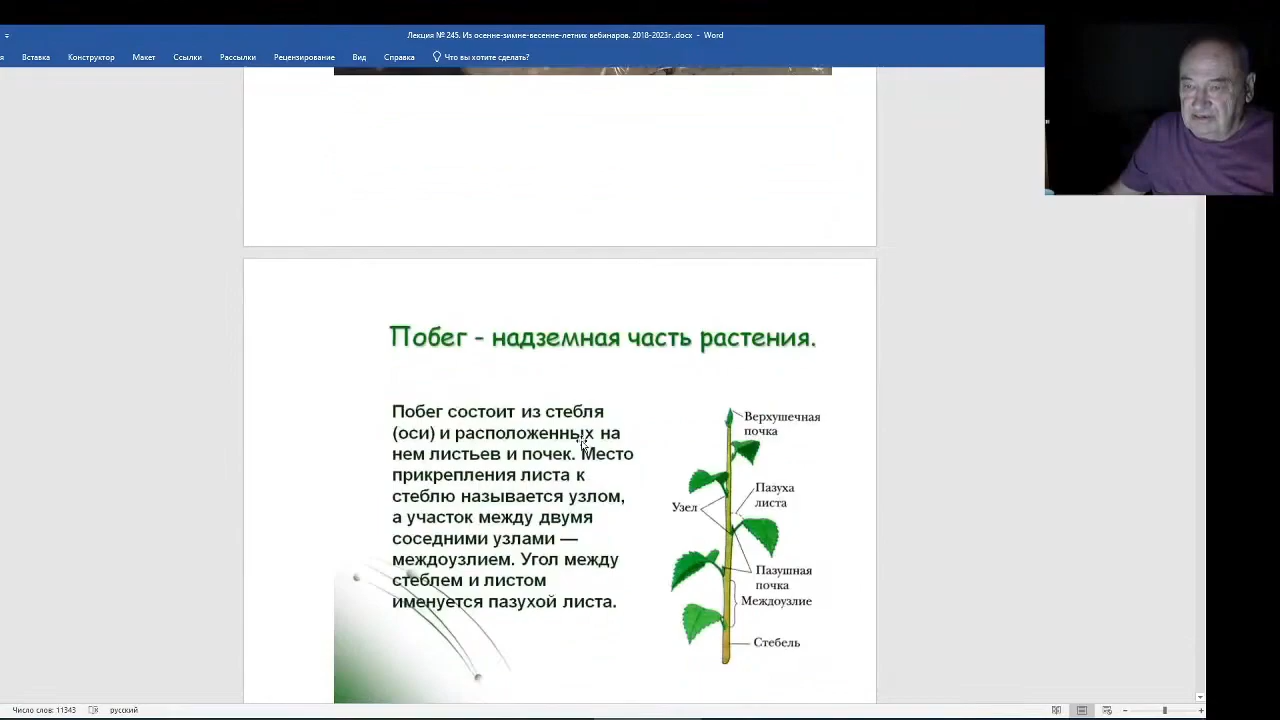 Лекция № 245. Из осенне-зимне-весенне-летних вебинаров. 2018-2023г..docx - Word
Вставка Конструктор Макет Ссылки Рассылки Рецензирование Вид Справка Что вы хотите сделать?
Побег - надземная часть растения.
Побег состоит из стебля
(оси) и расположенных на
нем листьев и почек. Место
прикрепления листа к
стеблю называется узлом,
а участок между двумя
соседними узлами —
междоузлием. Угол между
стеблем и листом
именуется пазухой листа.
Верхушечная
почка
Пазуха
листа
Узел
Пазушная
почка
Междоузлие
Стебель
Число слов: 11343 русский